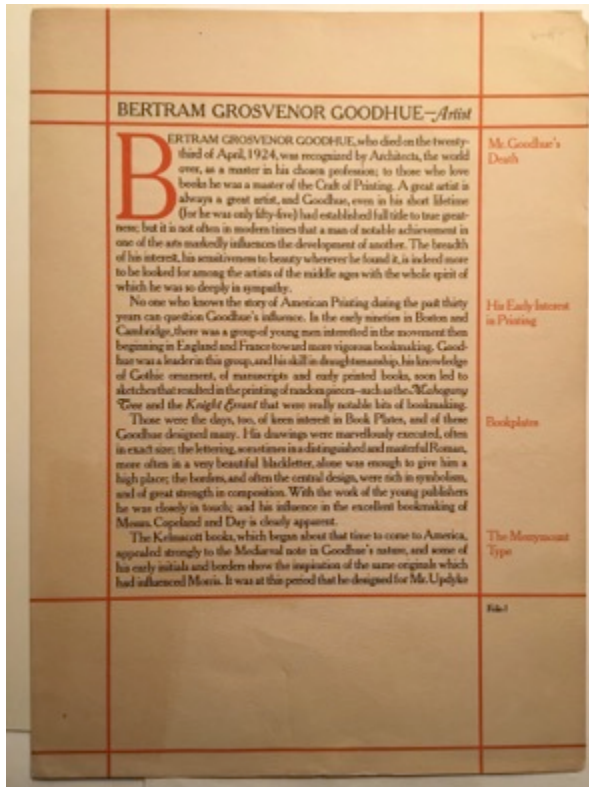 BERTRAM GROSVENOR GOODHUE—Artist
BERTRAM GROSVENOR GOODHUE, who died on the twenty-
third of April, 1924, was recognized by Architects, the world
over, as a master in his chosen profession; to those who love
books he was a master of the Craft of Printing. A great artist is
always a great artist, and Goodhue, even in his short lifetime
(for he was only fifty-five) had established full title to true great-
ness; but it is not often in modern times that a man of notable achievement in
one of the arts markedly influences the development of another. The breadth
of his interest, his sensitiveness to beauty wherever he found it, is indeed more
to be looked for among the artists of the middle ages with the whole spirit of
which he was so deeply in sympathy.
No one who knows the story of American Printing during the past thirty
years can question Goodhue's influence. In the early nineties in Boston and
Cambridge, there was a group of young men interested in the movement then
beginning in England and France toward more vigorous bookmaking. Good-
hue was a leader in this group, and his skill in draughtsmanship, his knowledge
of Gothic ornament, of manuscripts and early printed books, soon led to
sketches that resulted in the printing of random pieces—such as the Mahogany
Tree and the Knight Errant that were really notable bits of bookmaking.
Those were the days, too, of keen interest in Book Plates, and of these
Goodhue designed many. His drawings were marvellously executed, often
in exact size; the lettering, sometimes in a distinguished and masterful Roman,
more often in a very beautiful blackletter, alone was enough to give him a
high place; the borders, and often the central design, were rich in symbolism,
and of great strength in composition. With the work of the young publishers
he was closely in touch; and his influence in the excellent bookmaking of
Messrs. Copeland and Day is clearly apparent.
The Kelmscott books, which began about that time to come to America,
appealed strongly to the Mediæval note in Goodhue's nature, and some of
his early initials and borders show the inspiration of the same originals which
had influenced Morris. It was at this period that he designed for Mr. Updyke
Mr. Goodhue's
Death
His Early Interest
in Printing
Bookplates
The Merrymount
Type